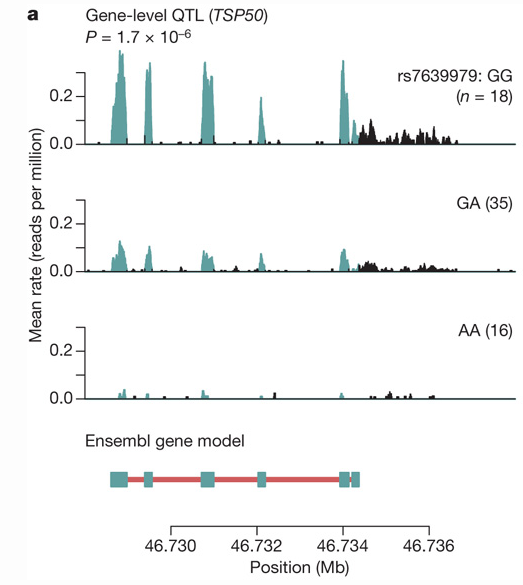 a
Gene-level QTL (TSP50)
P = 1.7 × 10–6
rs7639979: GG
(n = 18)
0.2
0.0
GA (35)
0.2
0.0
AA (16)
0.2
0.0
Mean rate (reads per million)
Ensembl gene model
46.730 46.732 46.734 46.736
Position (Mb)